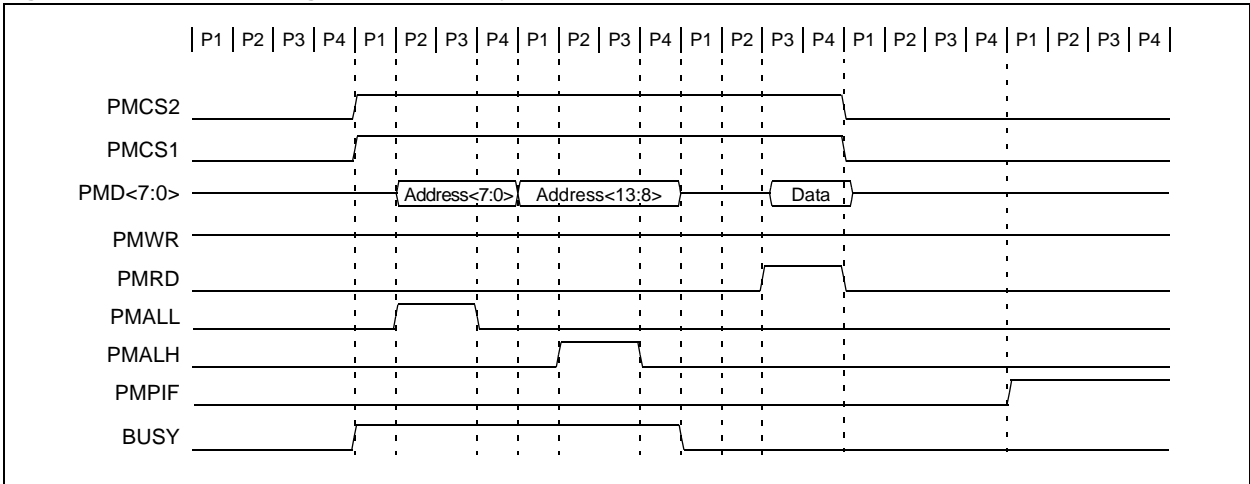 P1 P2 P3 P4 P1 P2 P3 P4 P1 P2 P3 P4 P1 P2 P3 P4 P1 P2 P3 P4 P1 P2 P3 P4
PMCS2
PMCS1
PMD<7:0> Address<7:0> Address<13:8> Data
PMWR
PMRD
PMALL
PMALH
PMPIF
BUSY